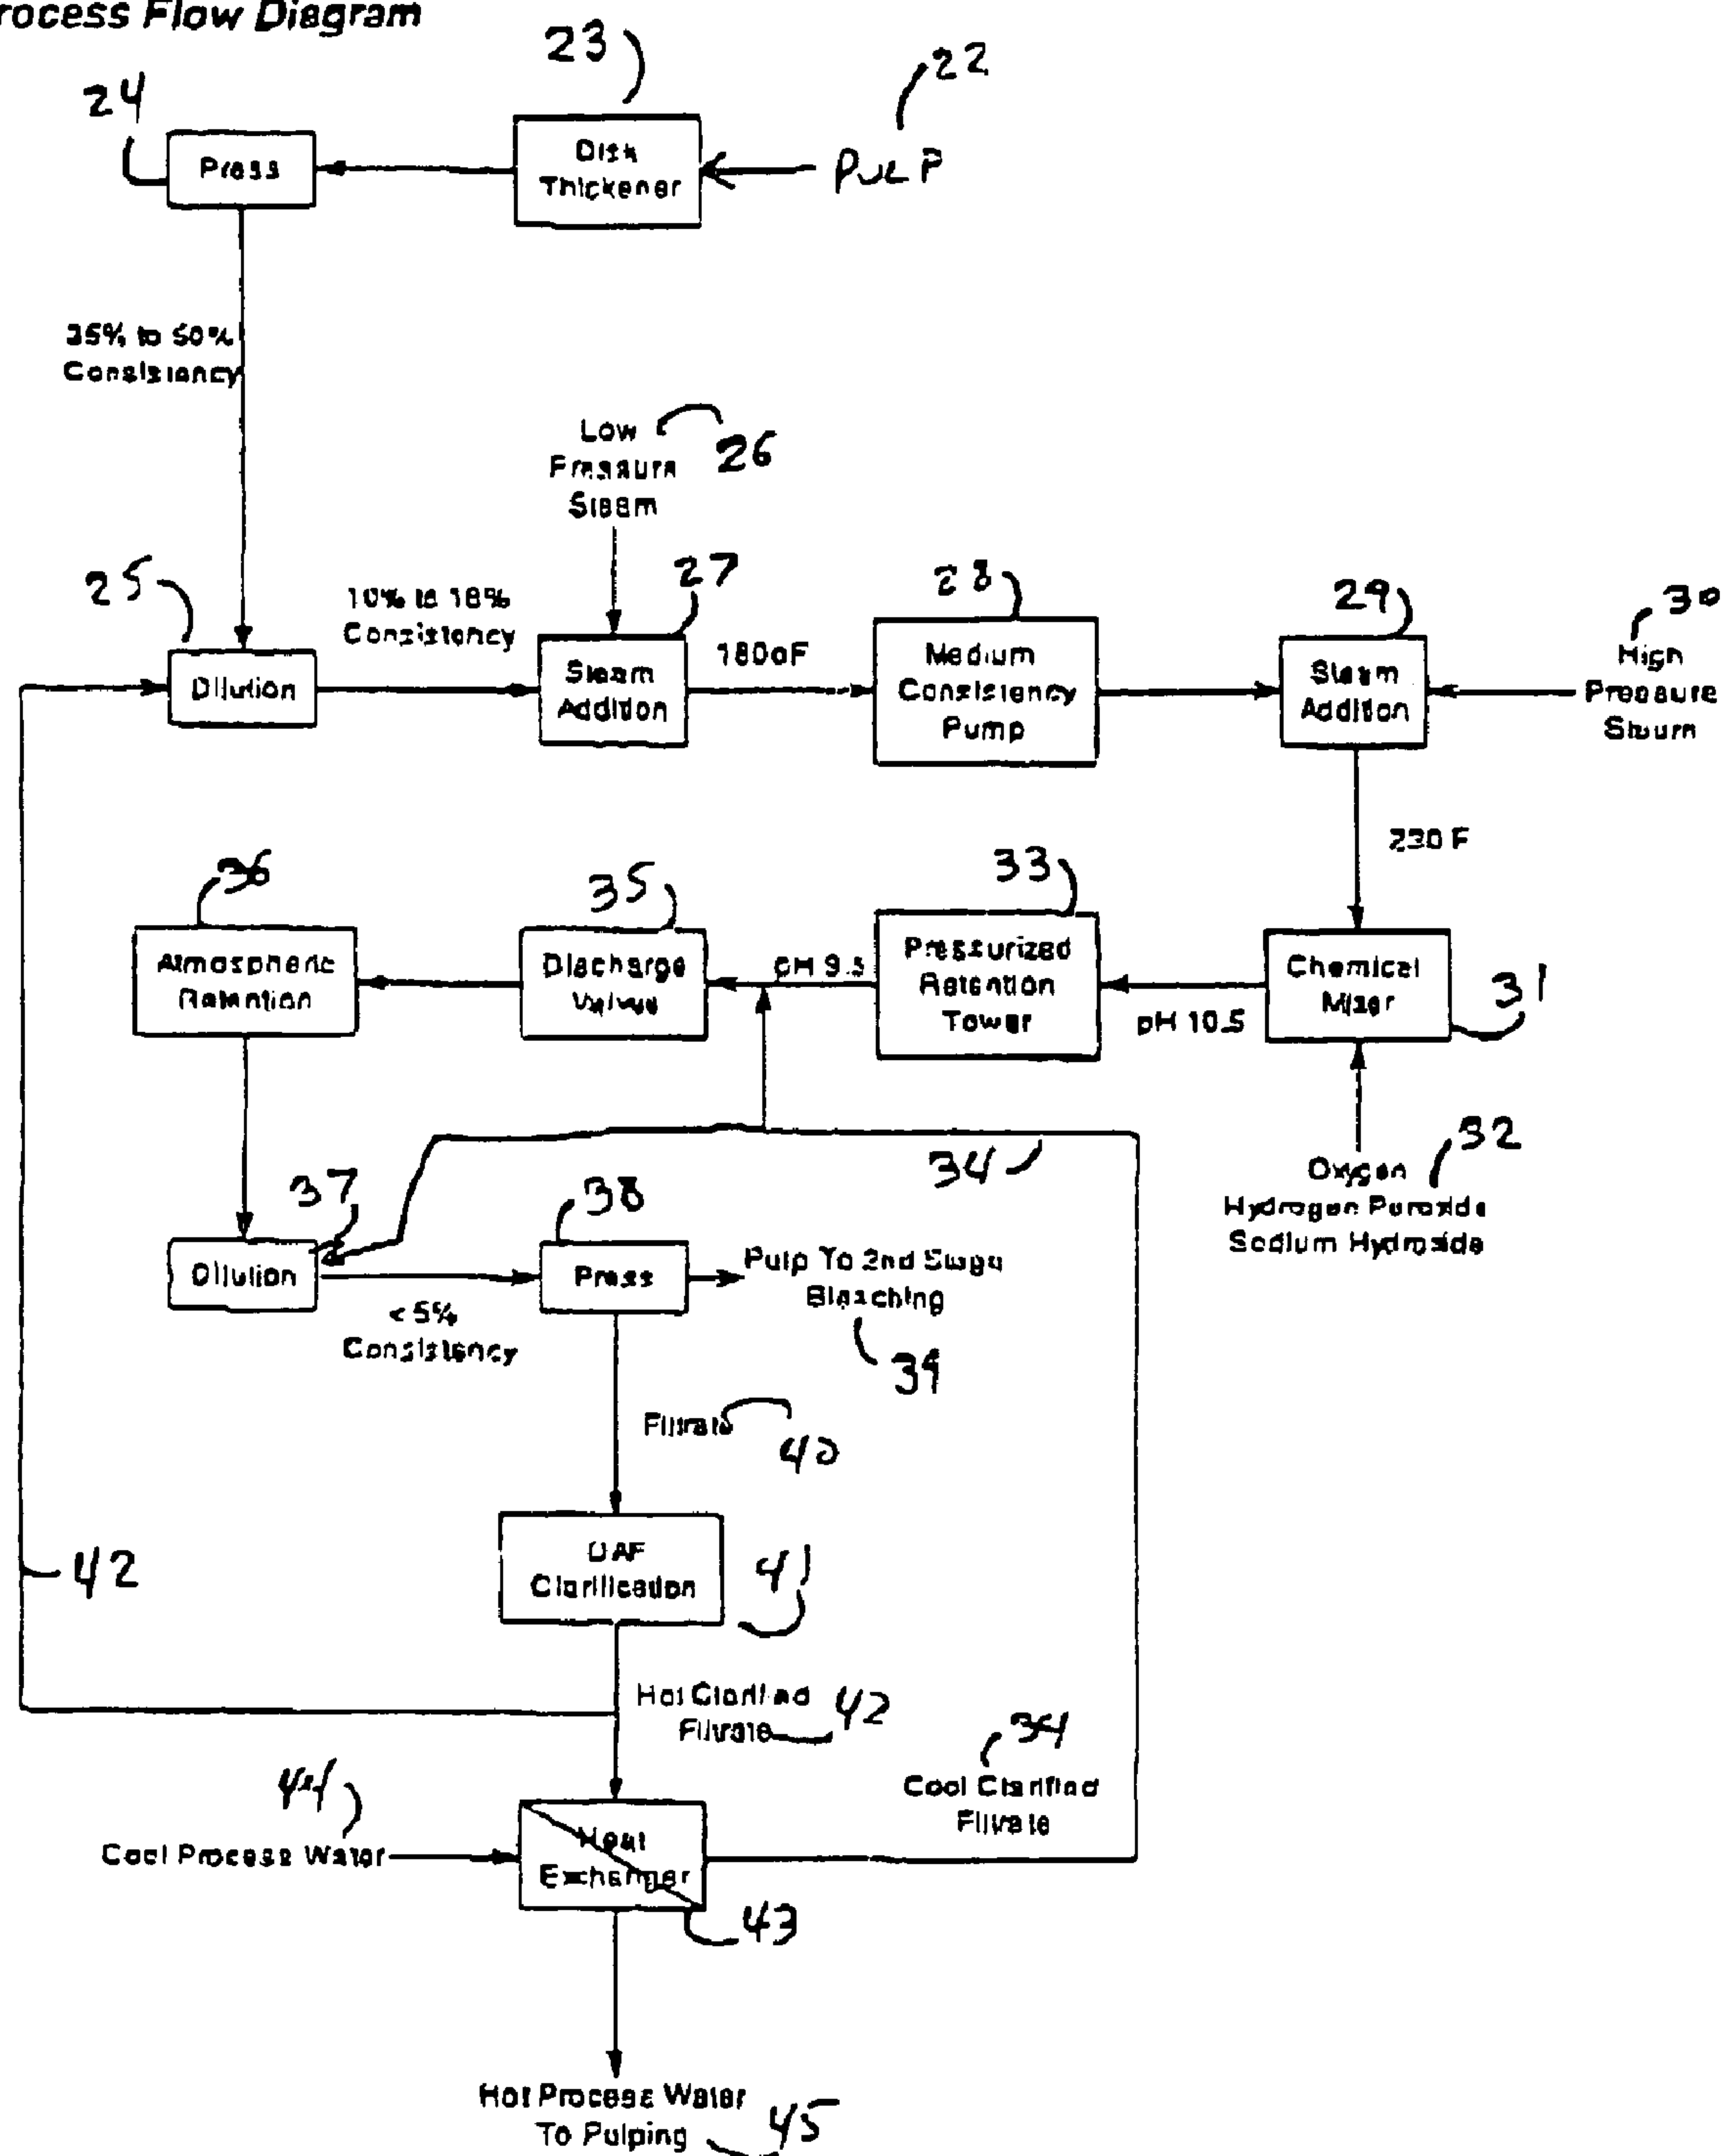 rocess Flow Diagram
23
22
24
Press
Disk
Thickener
PULP
35% to 50%
Consistency
Low
Pressure
Steam
26
25
10% to 18%
Consistency
27
28
29
30
Dilution
Steam
Addition
180oF
Medium
Consistency
Pump
Steam
Addition
High
Pressure
Steam
230 F
36
35
33
Atmospheric
Retention
Discharge
Valves
pH 9.5
Pressurized
Retention
Tower
pH 10.5
Chemical
Mixer
31
34
32
Oxygen
Hydrogen Peroxide
Sodium Hydroxide
37
38
Dilution
<5%
Consistency
Press
Pulp To 2nd Stage
Bleaching
39
Filtrate
40
DAF
Clarification
41
42
Hot Clarified
Filtrate
42
34
Cool Clarified
Filtrate
44
Cool Process Water
Heat
Exchanger
43
Hot Process Water
To Pulping
45